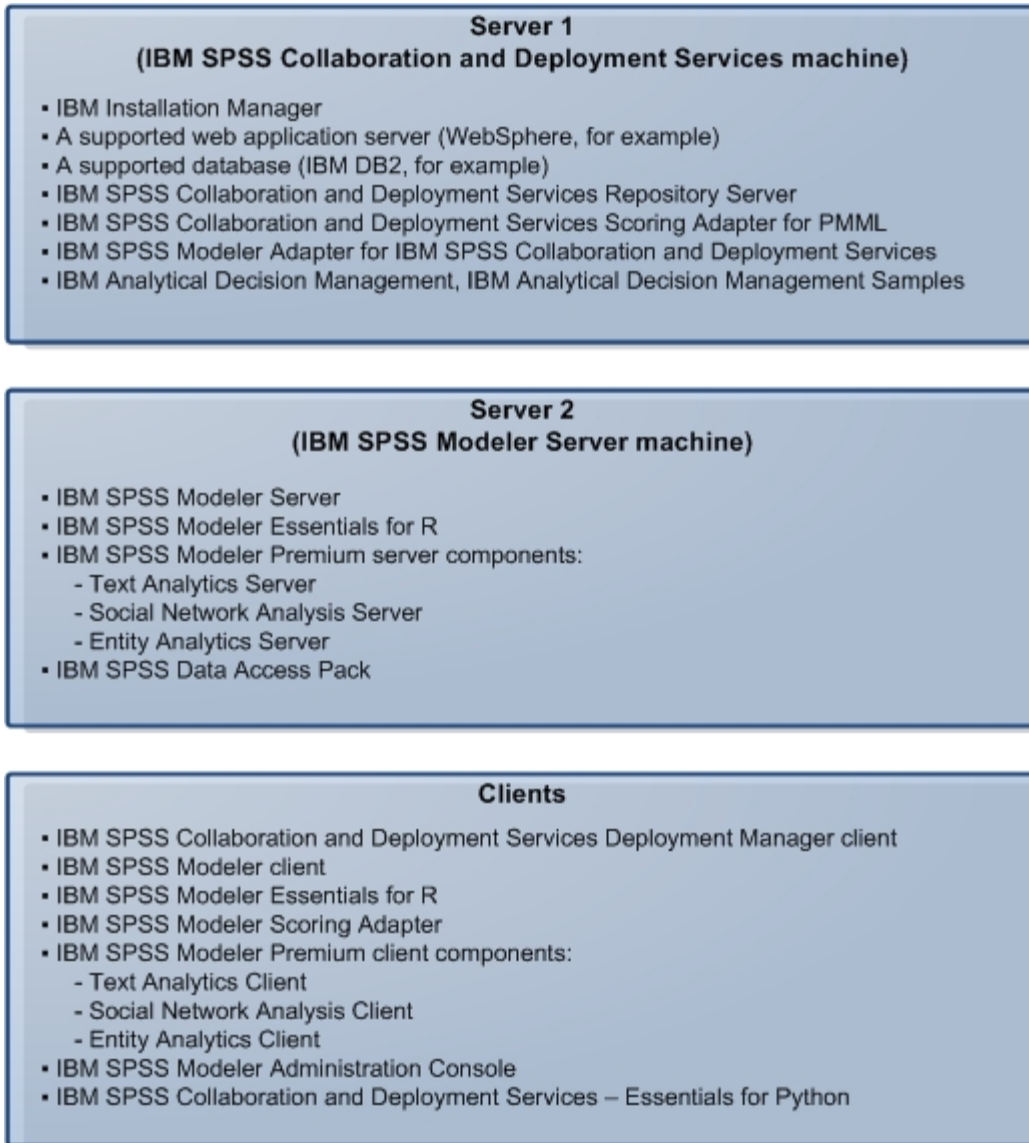 Server 1
(IBM SPSS Collaboration and Deployment Services machine)
▪ IBM Installation Manager
▪ A supported web application server (WebSphere, for example)
▪ A supported database (IBM DB2, for example)
▪ IBM SPSS Collaboration and Deployment Services Repository Server
▪ IBM SPSS Collaboration and Deployment Services Scoring Adapter for PMML
▪ IBM SPSS Modeler Adapter for IBM SPSS Collaboration and Deployment Services
▪ IBM Analytical Decision Management, IBM Analytical Decision Management Samples
Server 2
(IBM SPSS Modeler Server machine)
▪ IBM SPSS Modeler Server
▪ IBM SPSS Modeler Essentials for R
▪ IBM SPSS Modeler Premium server components:
- Text Analytics Server
- Social Network Analysis Server
- Entity Analytics Server
▪ IBM SPSS Data Access Pack
Clients
▪ IBM SPSS Collaboration and Deployment Services Deployment Manager client
▪ IBM SPSS Modeler client
▪ IBM SPSS Modeler Essentials for R
▪ IBM SPSS Modeler Scoring Adapter
▪ IBM SPSS Modeler Premium client components:
- Text Analytics Client
- Social Network Analysis Client
- Entity Analytics Client
▪ IBM SPSS Modeler Administration Console
▪ IBM SPSS Collaboration and Deployment Services – Essentials for Python